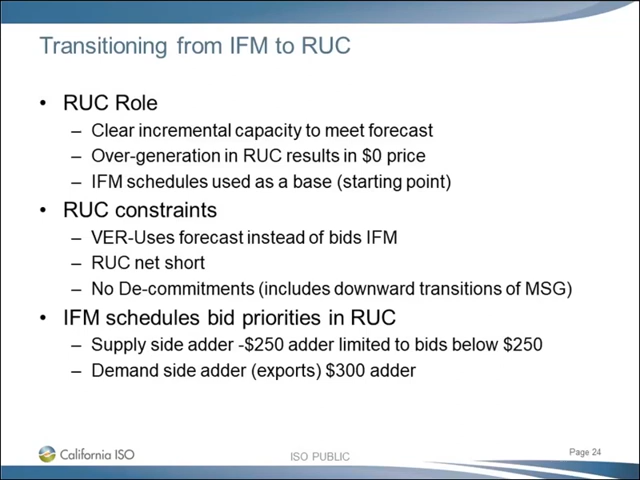 Transitioning from IFM to RUC
• RUC Role
– Clear incremental capacity to meet forecast
– Over-generation in RUC results in $0 price
– IFM schedules used as a base (starting point)
• RUC constraints
– VER-Uses forecast instead of bids IFM
– RUC net short
– No De-commitments (includes downward transitions of MSG)
• IFM schedules bid priorities in RUC
– Supply side adder -$250 adder limited to bids below $250
– Demand side adder (exports) $300 adder
California ISO
ISO PUBLIC
Page 24